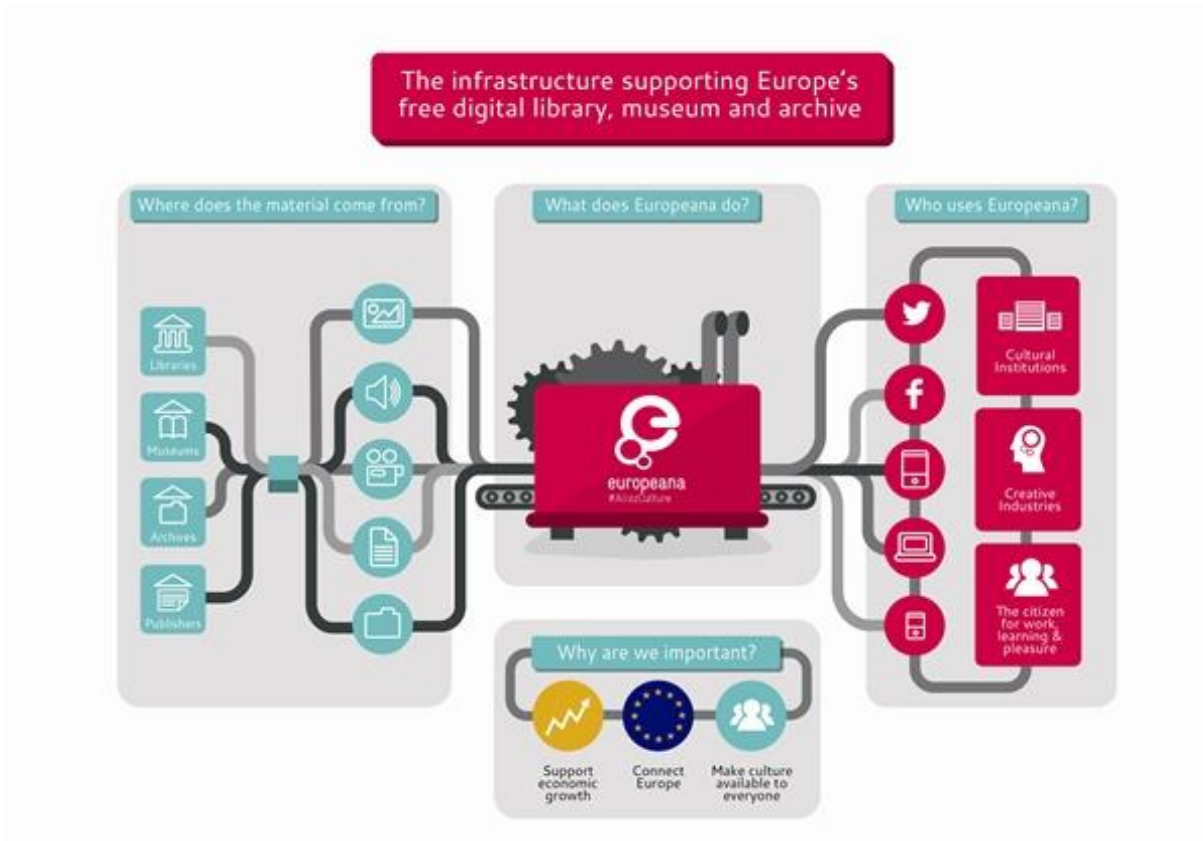 The infrastructure supporting Europe's
free digital library, museum and archive
Where does the material come from?
Libraries
Museums
Archives
Publishers
What does Europeana do?
europeana
#AllezCulture
Who uses Europeana?
Cultural
Institutions
Creative
Industries
The citizen
for work,
learning &
pleasure
Why are we important?
Support
economic
growth
Connect
Europe
Make culture
available to
everyone